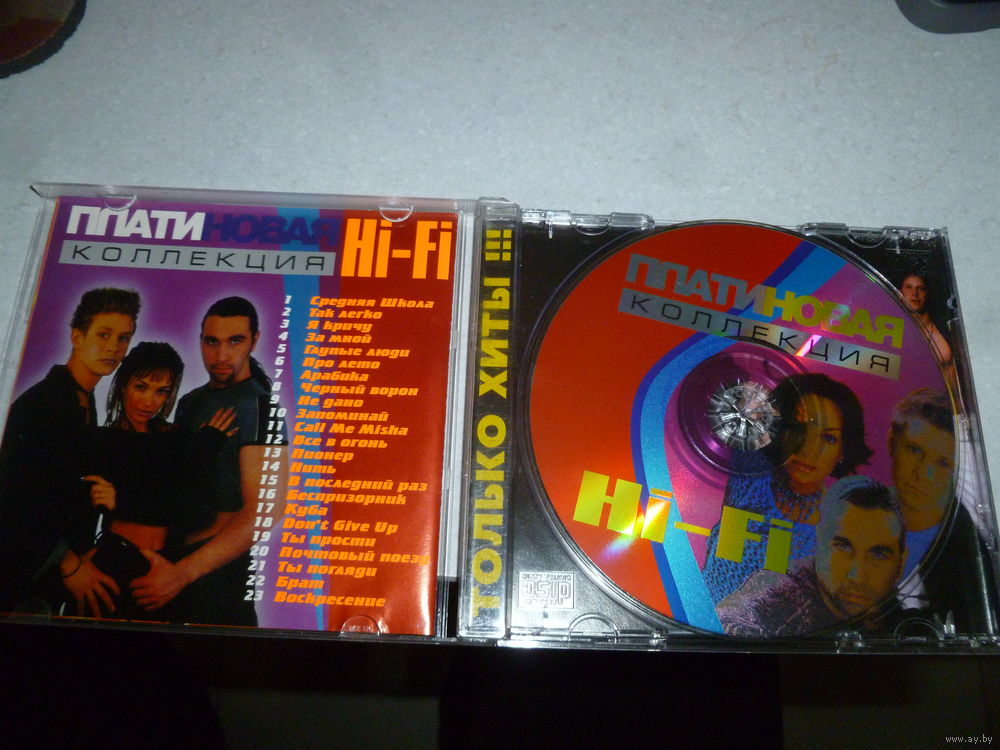 ПЛАТИНОВАЯ
КОЛЛЕКЦИЯ
Hi-Fi
1 Средняя Школа
2 Так легко
3 Я кричу
4 За мной
5 Глупые люди
6 Про лето
7 Арабика
8 Черный ворон
9 Не дано
10 Запоминай
11 Call Me Misha
12 Все в огонь
13 Пионер
14 Нить
15 В последний раз
16 Беспризорник
17 Куба
18 Don't Give Up
19 Ты прости
20 Почтовый поезд
21 Ты погляди
22 Брат
23 Воскресение
ТОЛЬКО ХИТЫ !!!
ПЛАТИНОВАЯ
КОЛЛЕКЦИЯ
Hi-Fi
www.ay.by